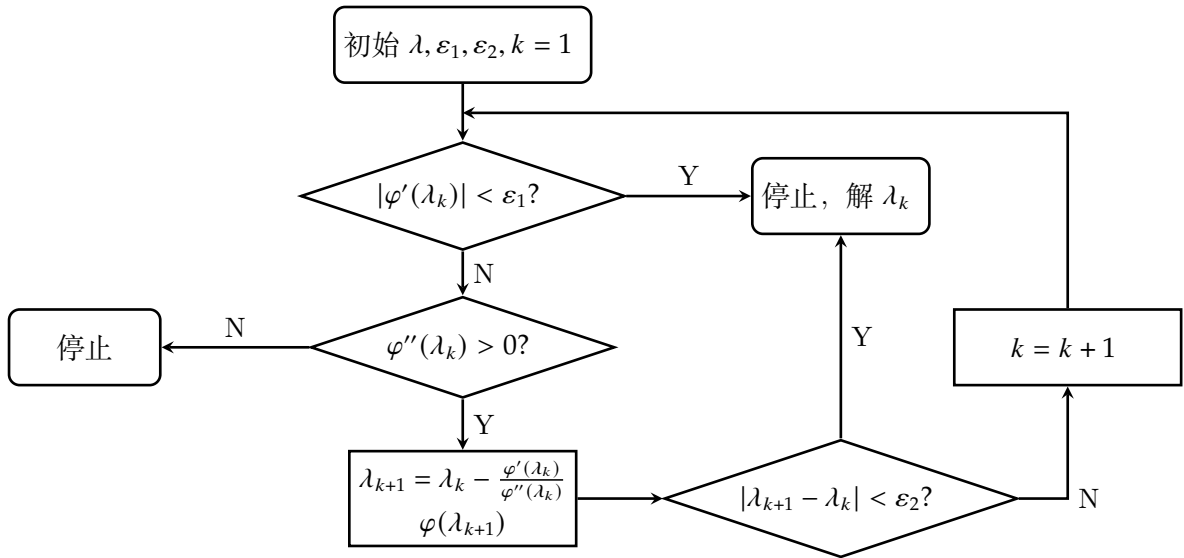 初始 λ, ε₁, ε₂, k = 1
|φ′(λₖ)| < ε₁?
Y
停止，解 λₖ
N
停止
N
φ′′(λₖ) > 0?
Y
k = k + 1
Y
λₖ₊₁ = λₖ − φ′(λₖ)/φ′′(λₖ)
φ(λₖ₊₁)
|λₖ₊₁ − λₖ| < ε₂?
N